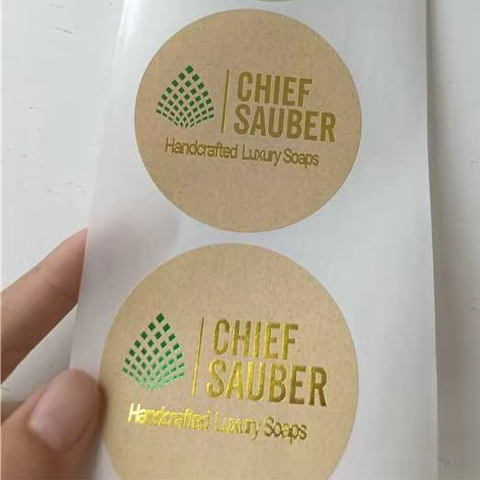 CHIEF
SAUBER
Handcrafted Luxury Soaps
CHIEF
SAUBER
Handcrafted Luxury Soaps